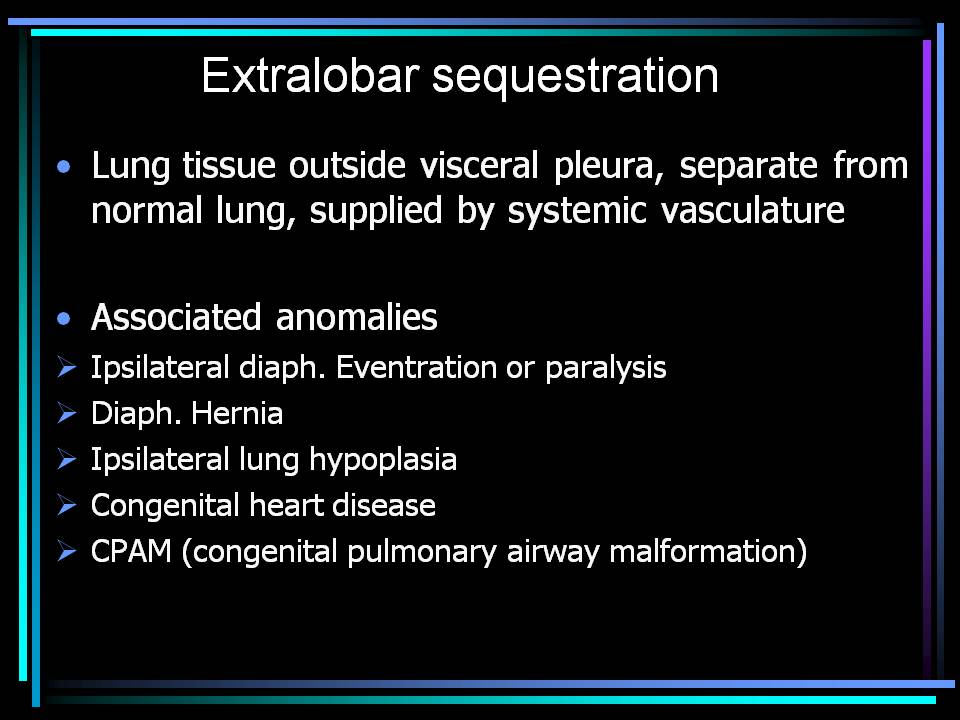 Extralobar sequestration
• Lung tissue outside visceral pleura, separate from
normal lung, supplied by systemic vasculature
• Associated anomalies
➢ Ipsilateral diaph. Eventration or paralysis
➢ Diaph. Hernia
➢ Ipsilateral lung hypoplasia
➢ Congenital heart disease
➢ CPAM (congenital pulmonary airway malformation)